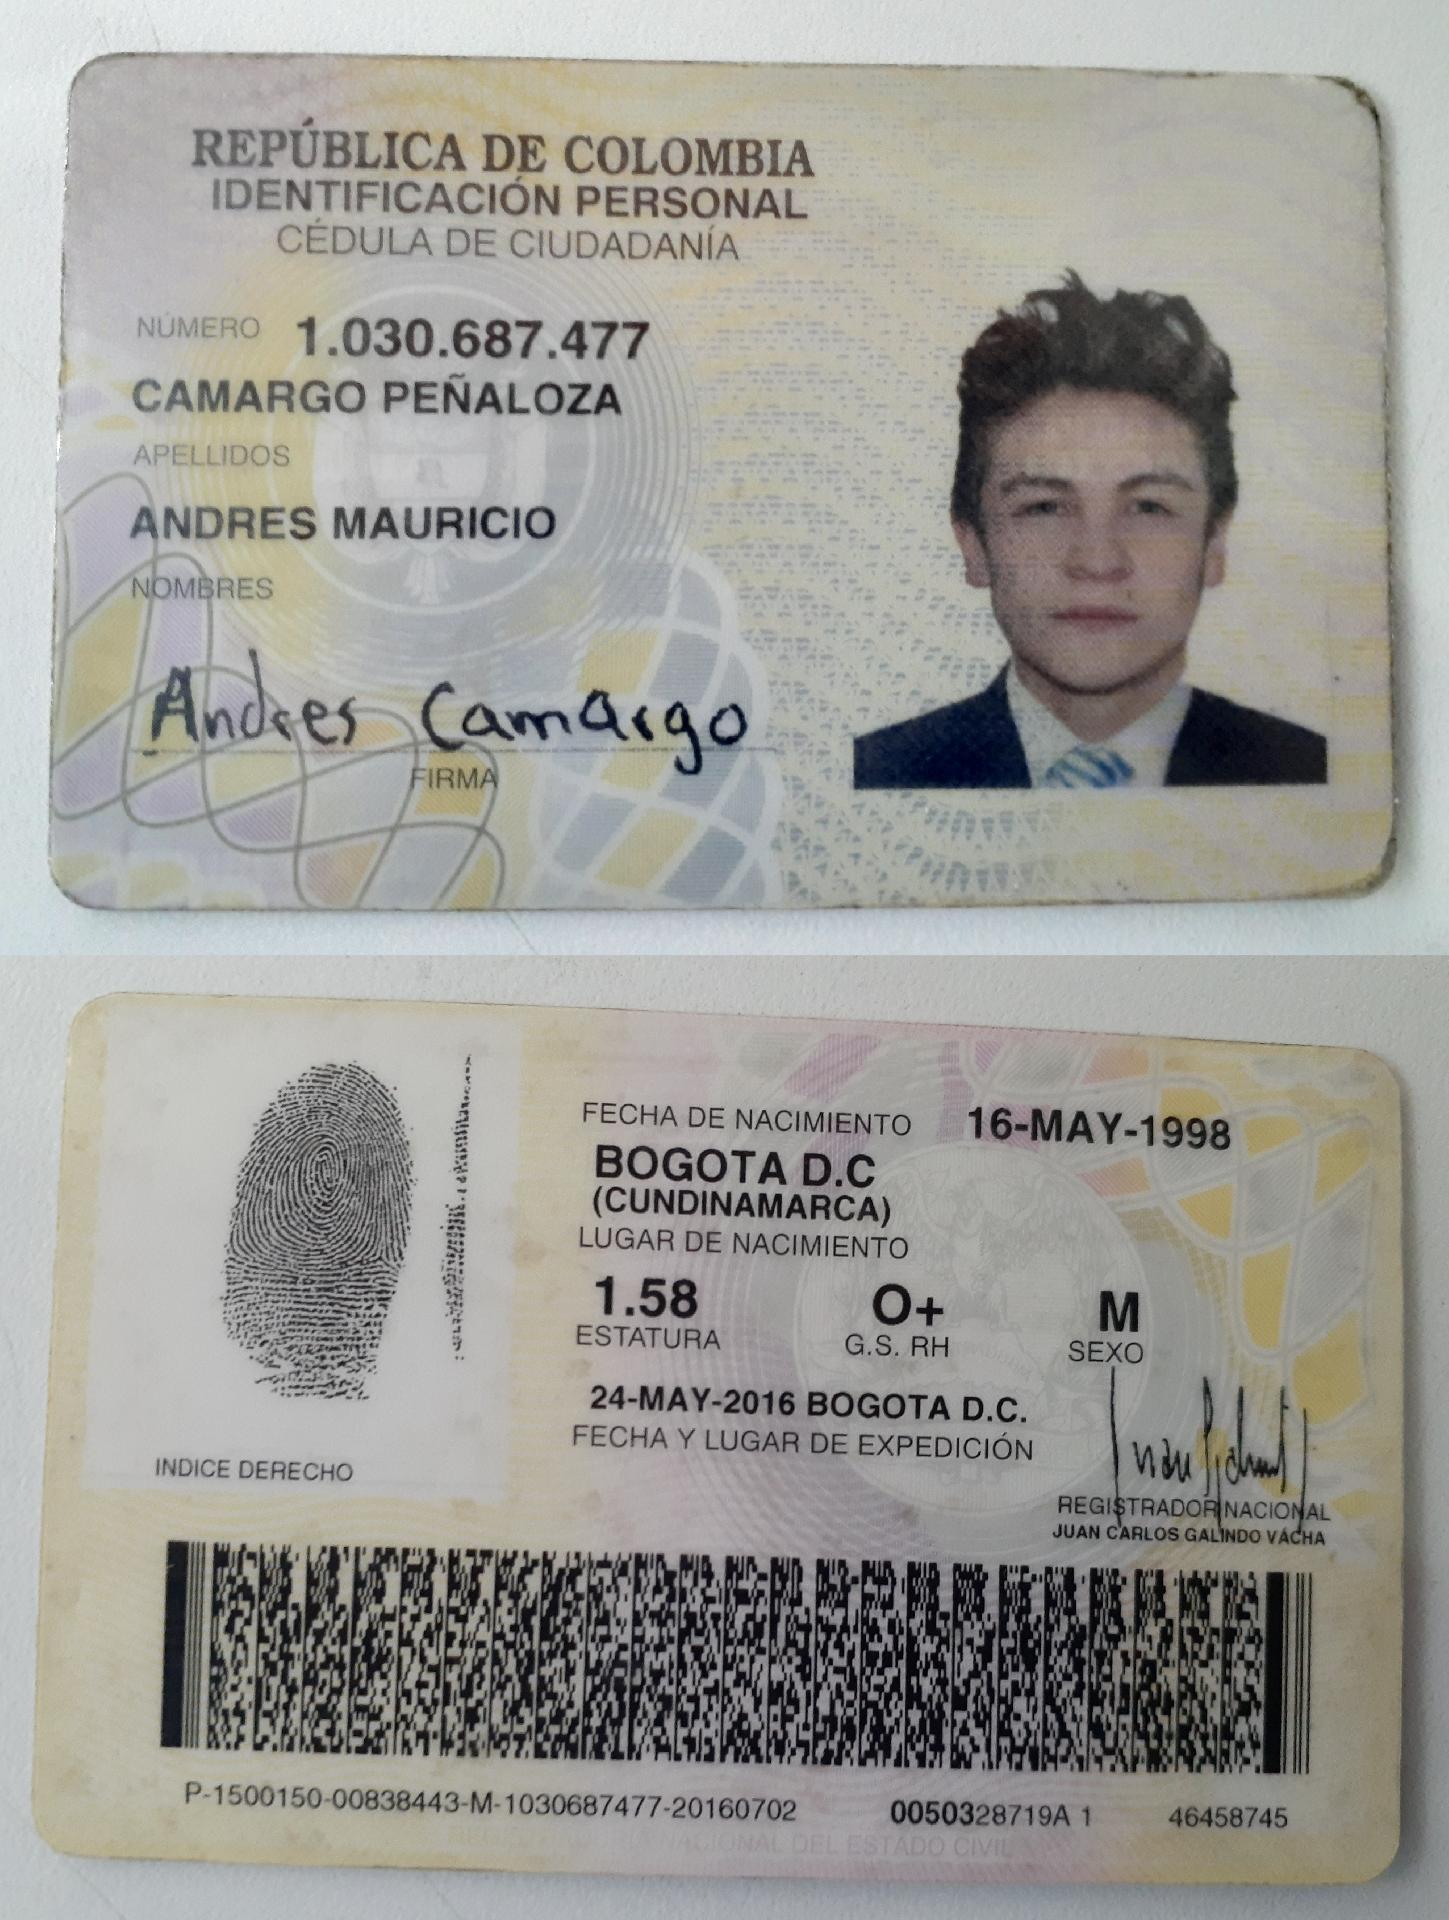 REPÚBLICA DE COLOMBIA
IDENTIFICACIÓN PERSONAL
CÉDULA DE CIUDADANÍA
NÚMERO 1.030.687.477
CAMARGO PEÑALOZA
APELLIDOS
ANDRES MAURICIO
NOMBRES
Andres Camargo
FIRMA
FECHA DE NACIMIENTO 16-MAY-1998
BOGOTA D.C
(CUNDINAMARCA)
LUGAR DE NACIMIENTO
1.58 O+ M
ESTATURA G.S. RH SEXO
24-MAY-2016 BOGOTA D.C.
FECHA Y LUGAR DE EXPEDICIÓN
INDICE DERECHO
REGISTRADOR NACIONAL
JUAN CARLOS GALINDO VACHA
P-1500150-00838443-M-1030687477-20160702 0050328719A 1 46458745
NACIONAL DEL ESTADO CIVIL